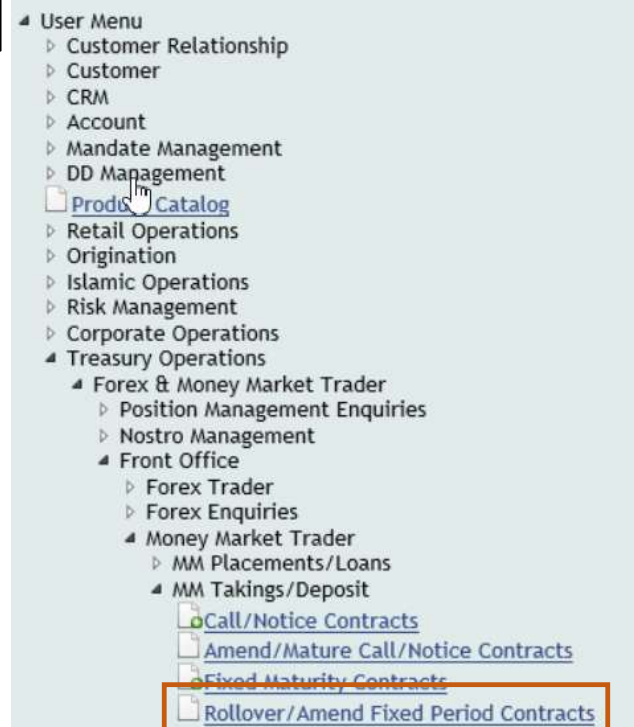 User Menu
Customer Relationship
Customer
CRM
Account
Mandate Management
DD Management
Product Catalog
Retail Operations
Origination
Islamic Operations
Risk Management
Corporate Operations
Treasury Operations
Forex & Money Market Trader
Position Management Enquiries
Nostro Management
Front Office
Forex Trader
Forex Enquiries
Money Market Trader
MM Placements/Loans
MM Takings/Deposit
Call/Notice Contracts
Amend/Mature Call/Notice Contracts
Fixed Maturity Contracts
Rollover/Amend Fixed Period Contracts